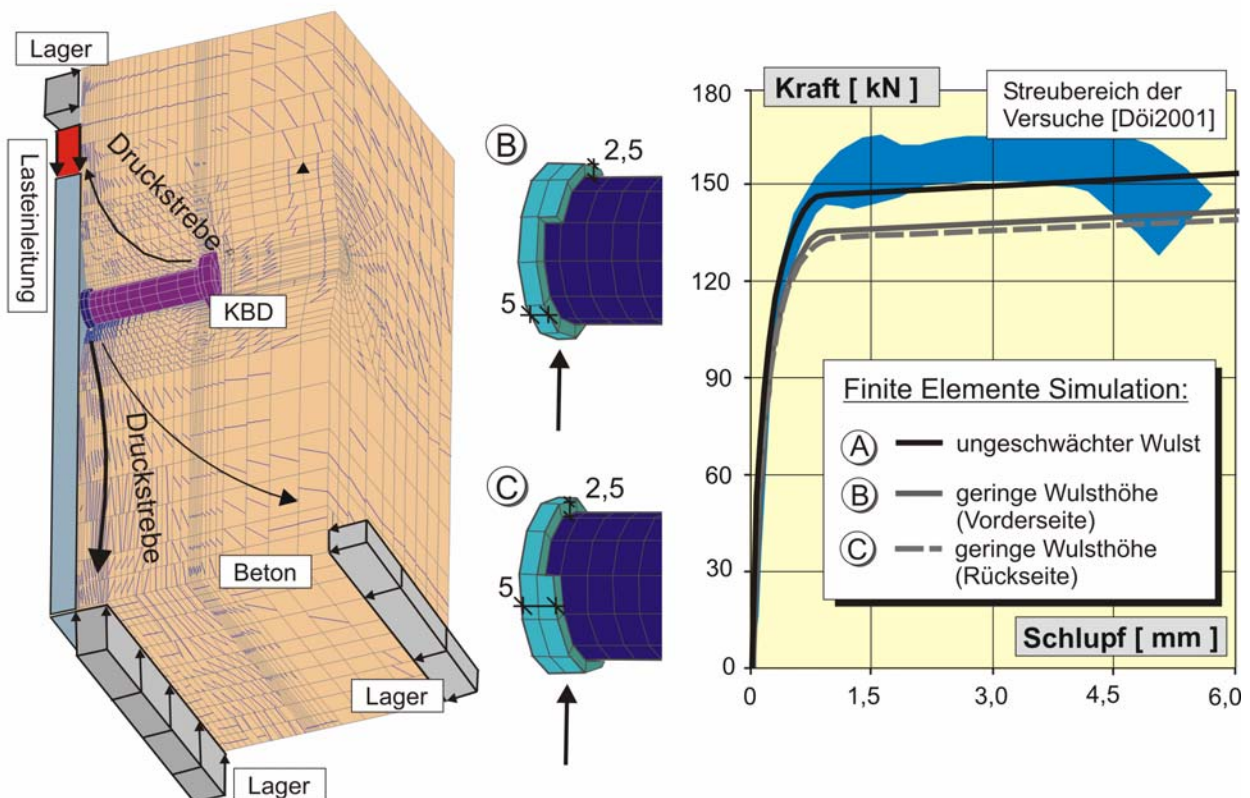 Lager
Lasteinleitung
Druckstrebe
KBD
Druckstrebe
Beton
Lager
Lager
B
2,5
5
C
2,5
5
Kraft [ kN ]
Streubereich der
Versuche [Döi2001]
180
150
120
90
60
30
0
Finite Elemente Simulation:
A ungeschwächter Wulst
B geringe Wulsthöhe
(Vorderseite)
C geringe Wulsthöhe
(Rückseite)
Schlupf [ mm ]
0 1,5 3,0 4,5 6,0